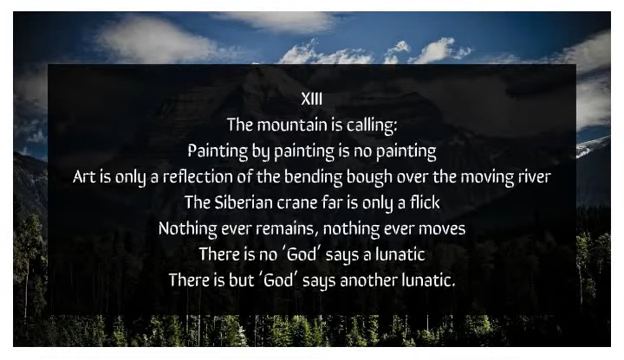 XIII
The mountain is calling:
Painting by painting is no painting
Art is only a reflection of the bending bough over the moving river
The Siberian crane far is only a flick
Nothing ever remains, nothing ever moves
There is no ‘God’ says a lunatic
There is but ‘God’ says another lunatic.